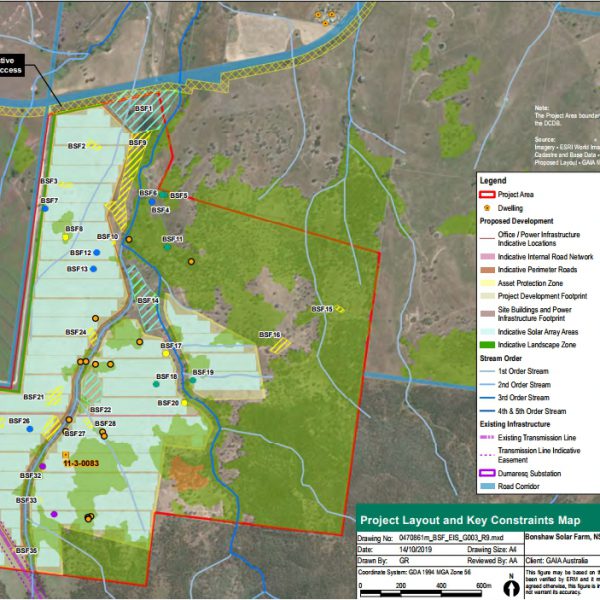 ative
ccess
BSF1
BSF2
BSF9
BSF3
BSF7
BSF6
BSF5
BSF4
BSF8
BSF10
BSF11
BSF12
BSF13
BSF14
BSF15
BSF24
BSF16
BSF17
BSF18
BSF19
BSF21
BSF20
BSF22
BSF26
BSF27
BSF28
11-3-0083
BSF32
BSF33
BSF35
Note:
The Project Area boundar
the DCDB.
Source:
Imagery - ESRI World Ima
Cadastre and Base Data -
Proposed Layout - GAIA
Legend
Project Area
Dwelling
Proposed Development
Office / Power Infrastructure
Indicative Locations
Indicative Internal Road Network
Indicative Perimeter Roads
Asset Protection Zone
Project Development Footprint
Site Buildings and Power
Infrastructure Footprint
Indicative Solar Array Areas
Indicative Landscape Zone
Stream Order
1st Order Stream
2nd Order Stream
3rd Order Stream
4th & 5th Order Stream
Existing Infrastructure
Existing Transmission Line
Transmission Line Indicative
Easement
Dumaresq Substation
Road Corridor
Project Layout and Key Constraints Map
Drawing No: 0470861m_BSF_EIS_G003_R9.mxd
Bonshaw Solar Farm, NS
Date: 14/10/2019 Drawing Size: A4
Drawn By: GR Reviewed By: AA
Client: GAIA Australia
Coordinate System: GDA 1994 MGA Zone 56
0 200 400 600m
N
This figure may be based on th
been verified by ERM and it m
agreed otherwise, this figure is in
not warrant its accuracy.